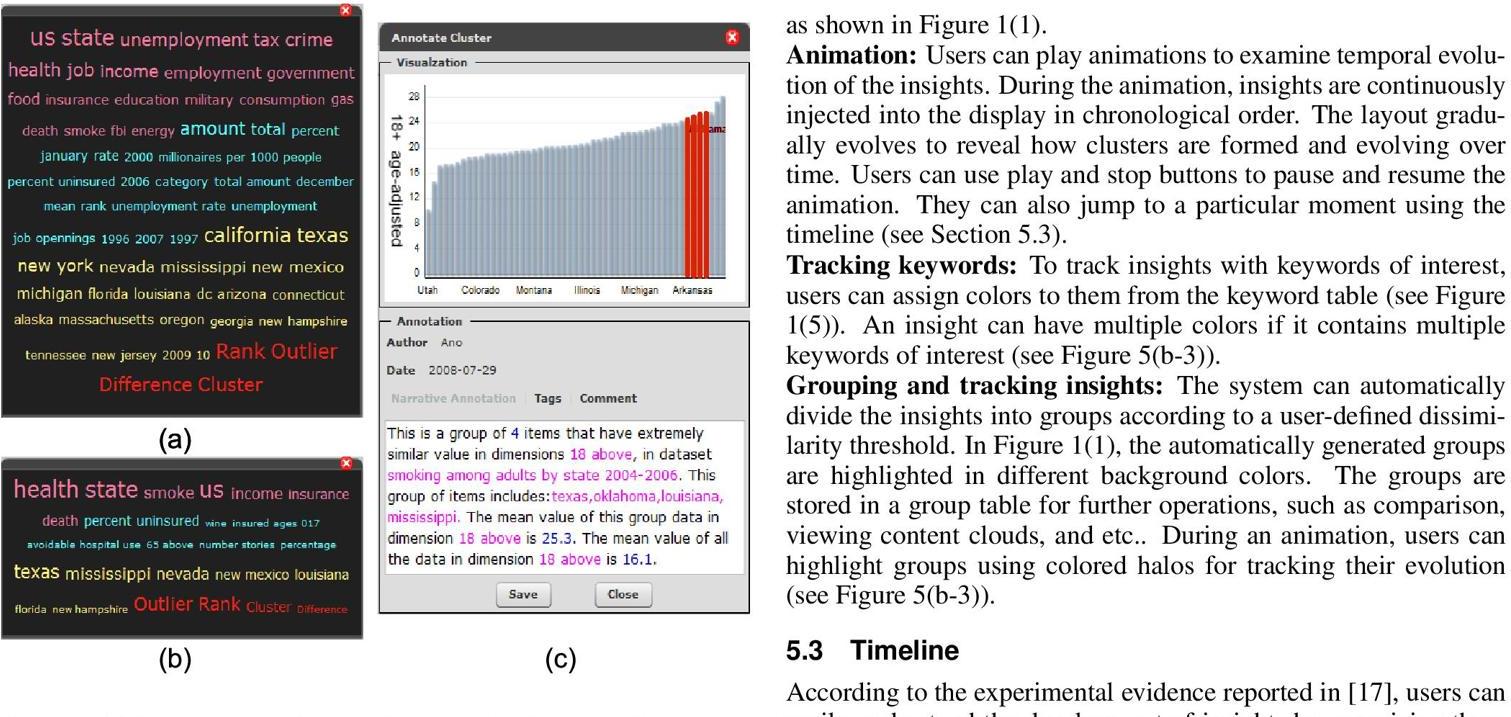 us state unemployment tax crime
health job income employment government
food insurance education military consumption gas
death smoke fbi energy amount total percent
january rate 2000 millionaires per 1000 people
percent uninsured 2006 category total amount december
mean rank unemployment rate unemployment
job opennings 1996 2007 1997 california texas
new york nevada mississippi new mexico
michigan florida louisiana dc arizona connecticut
alaska massachusetts oregon georgia new hampshire
tennessee new jersey 2009 10 Rank Outlier
Difference Cluster
(a)
health state smoke us income insurance
death percent uninsured wine insured ages 017
avoidable hospital use 65 above number stories percentage
texas mississippi nevada new mexico louisiana
florida new hampshire Outlier Rank Cluster Difference
(b)
Annotate Cluster
Visualzation
18+ age-adjusted
28
24
20
16
12
8
4
0
Utah Colorado Montana Illinois Michigan Arkansas
Annotation
Author Ano
Date 2008-07-29
Narrative Annotation Tags Comment
This is a group of 4 items that have extremely
similar value in dimensions 18 above, in dataset
smoking among adults by state 2004-2006. This
group of items includes:texas,oklahoma,louisiana,
mississippi. The mean value of this group data in
dimension 18 above is 25.3. The mean value of all
the data in dimension 18 above is 16.1.
Save Close
(c)
as shown in Figure 1(1).
Animation: Users can play animations to examine temporal evolu-
tion of the insights. During the animation, insights are continuously
injected into the display in chronological order. The layout gradu-
ally evolves to reveal how clusters are formed and evolving over
time. Users can use play and stop buttons to pause and resume the
animation. They can also jump to a particular moment using the
timeline (see Section 5.3).
Tracking keywords: To track insights with keywords of interest,
users can assign colors to them from the keyword table (see Figure
1(5)). An insight can have multiple colors if it contains multiple
keywords of interest (see Figure 5(b-3)).
Grouping and tracking insights: The system can automatically
divide the insights into groups according to a user-defined dissimi-
larity threshold. In Figure 1(1), the automatically generated groups
are highlighted in different background colors. The groups are
stored in a group table for further operations, such as comparison,
viewing content clouds, and etc.. During an animation, users can
highlight groups using colored halos for tracking their evolution
(see Figure 5(b-3)).
5.3 Timeline
According to the experimental evidence reported in [17], users can